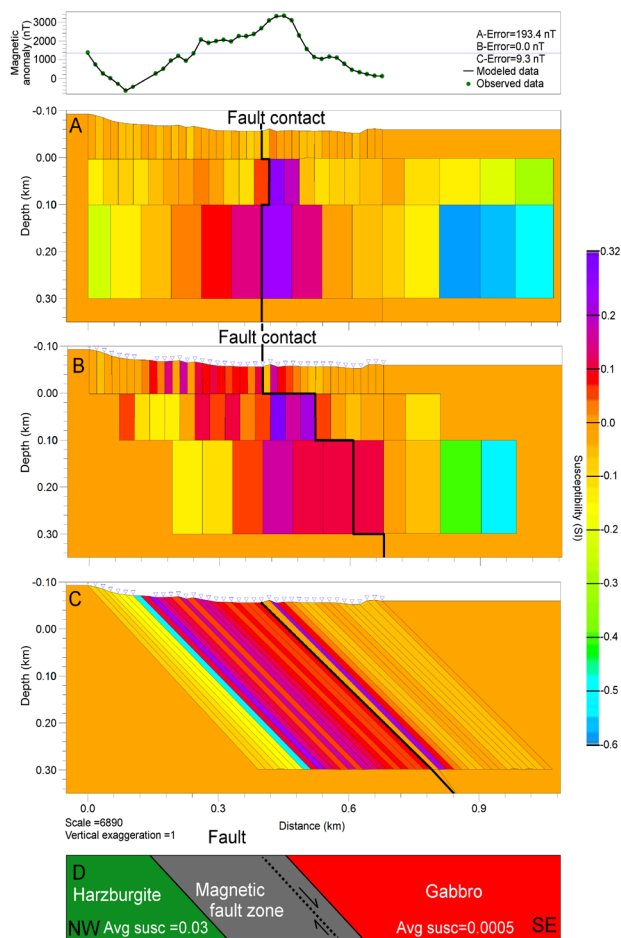 Magnetic
anomaly (nT)
3000
2000
1000
0
A-Error=193.4 nT
B-Error=0.0 nT
C-Error=9.3 nT
Modeled data
Observed data
-0.10
0.00
0.10
0.20
0.30
Depth (km)
A
Fault contact
-0.10
0.00
0.10
0.20
0.30
Depth (km)
B
Fault contact
-0.10
0.00
0.10
0.20
0.30
Depth (km)
C
0.0
0.3
0.6
0.9
Distance (km)
Scale =6890
Vertical exaggeration =1
0.32
0.2
0.1
0.0
-0.1
-0.2
-0.3
-0.4
-0.5
-0.6
Susceptibility (SI)
Fault
D
Harzburgite
NW
Avg susc =0.03
Magnetic
fault zone
Gabbro
Avg susc=0.0005
SE